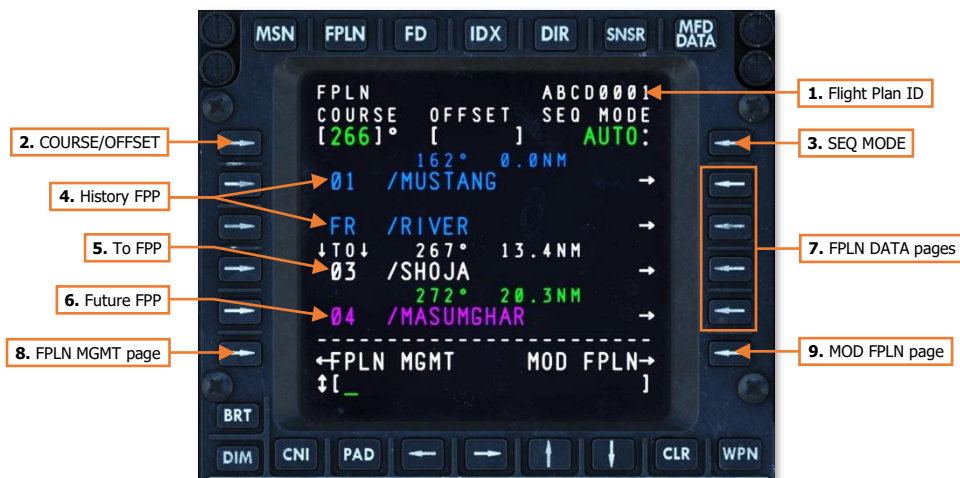 MSN FPLN FD IDX DIR SNSR MFD DATA
FPLN ABCD0001
1. Flight Plan ID
COURSE OFFSET SEQ MODE
[266]° [ ] AUTO:
2. COURSE/OFFSET
3. SEQ MODE
162° 0.0NM
01 /MUSTANG →
4. History FPP
FR /RIVER →
↓TO↓ 267° 13.4NM
5. To FPP
7. FPLN DATA pages
03 /SHOJA →
272° 20.3NM
6. Future FPP
04 /MASUMGHAR →
--------------------------------
8. FPLN MGMT page
←FPLN MGMT MOD FPLN→
9. MOD FPLN page
↕[_ ]
BRT
DIM CNI PAD ← → ↑ ↓ CLR WPN